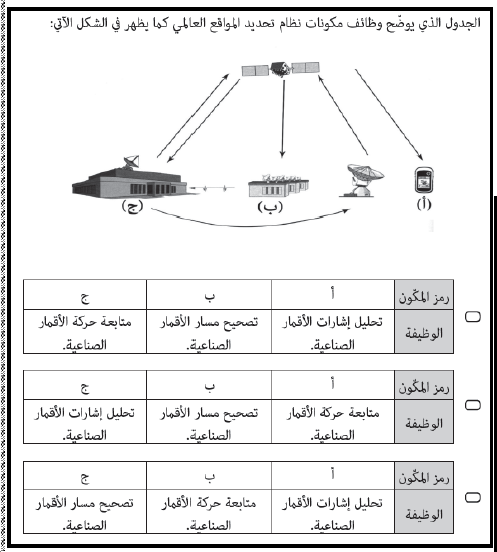 الجدول الذي يوضّح وظائف مكونات نظام تحديد المواقع العالمي كما يظهر في الشكل الآتي:
(أ)
(ب)
(ج)
رمز المكّون أ ب ج
الوظيفة تحليل إشارات الأقمار الصناعية. تصحيح مسار الأقمار الصناعية. متابعة حركة الأقمار الصناعية.
رمز المكّون أ ب ج
الوظيفة متابعة حركة الأقمار الصناعية. تصحيح مسار الأقمار الصناعية. تحليل إشارات الأقمار الصناعية.
رمز المكّون أ ب ج
الوظيفة تحليل إشارات الأقمار الصناعية. متابعة حركة الأقمار الصناعية. تصحيح مسار الأقمار الصناعية.